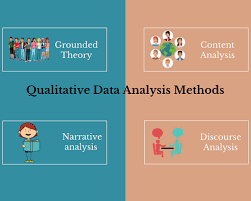 Grounded
Theory
Content
Analysis
Qualitative Data Analysis Methods
Narrative
analysis
Discourse
Analysis